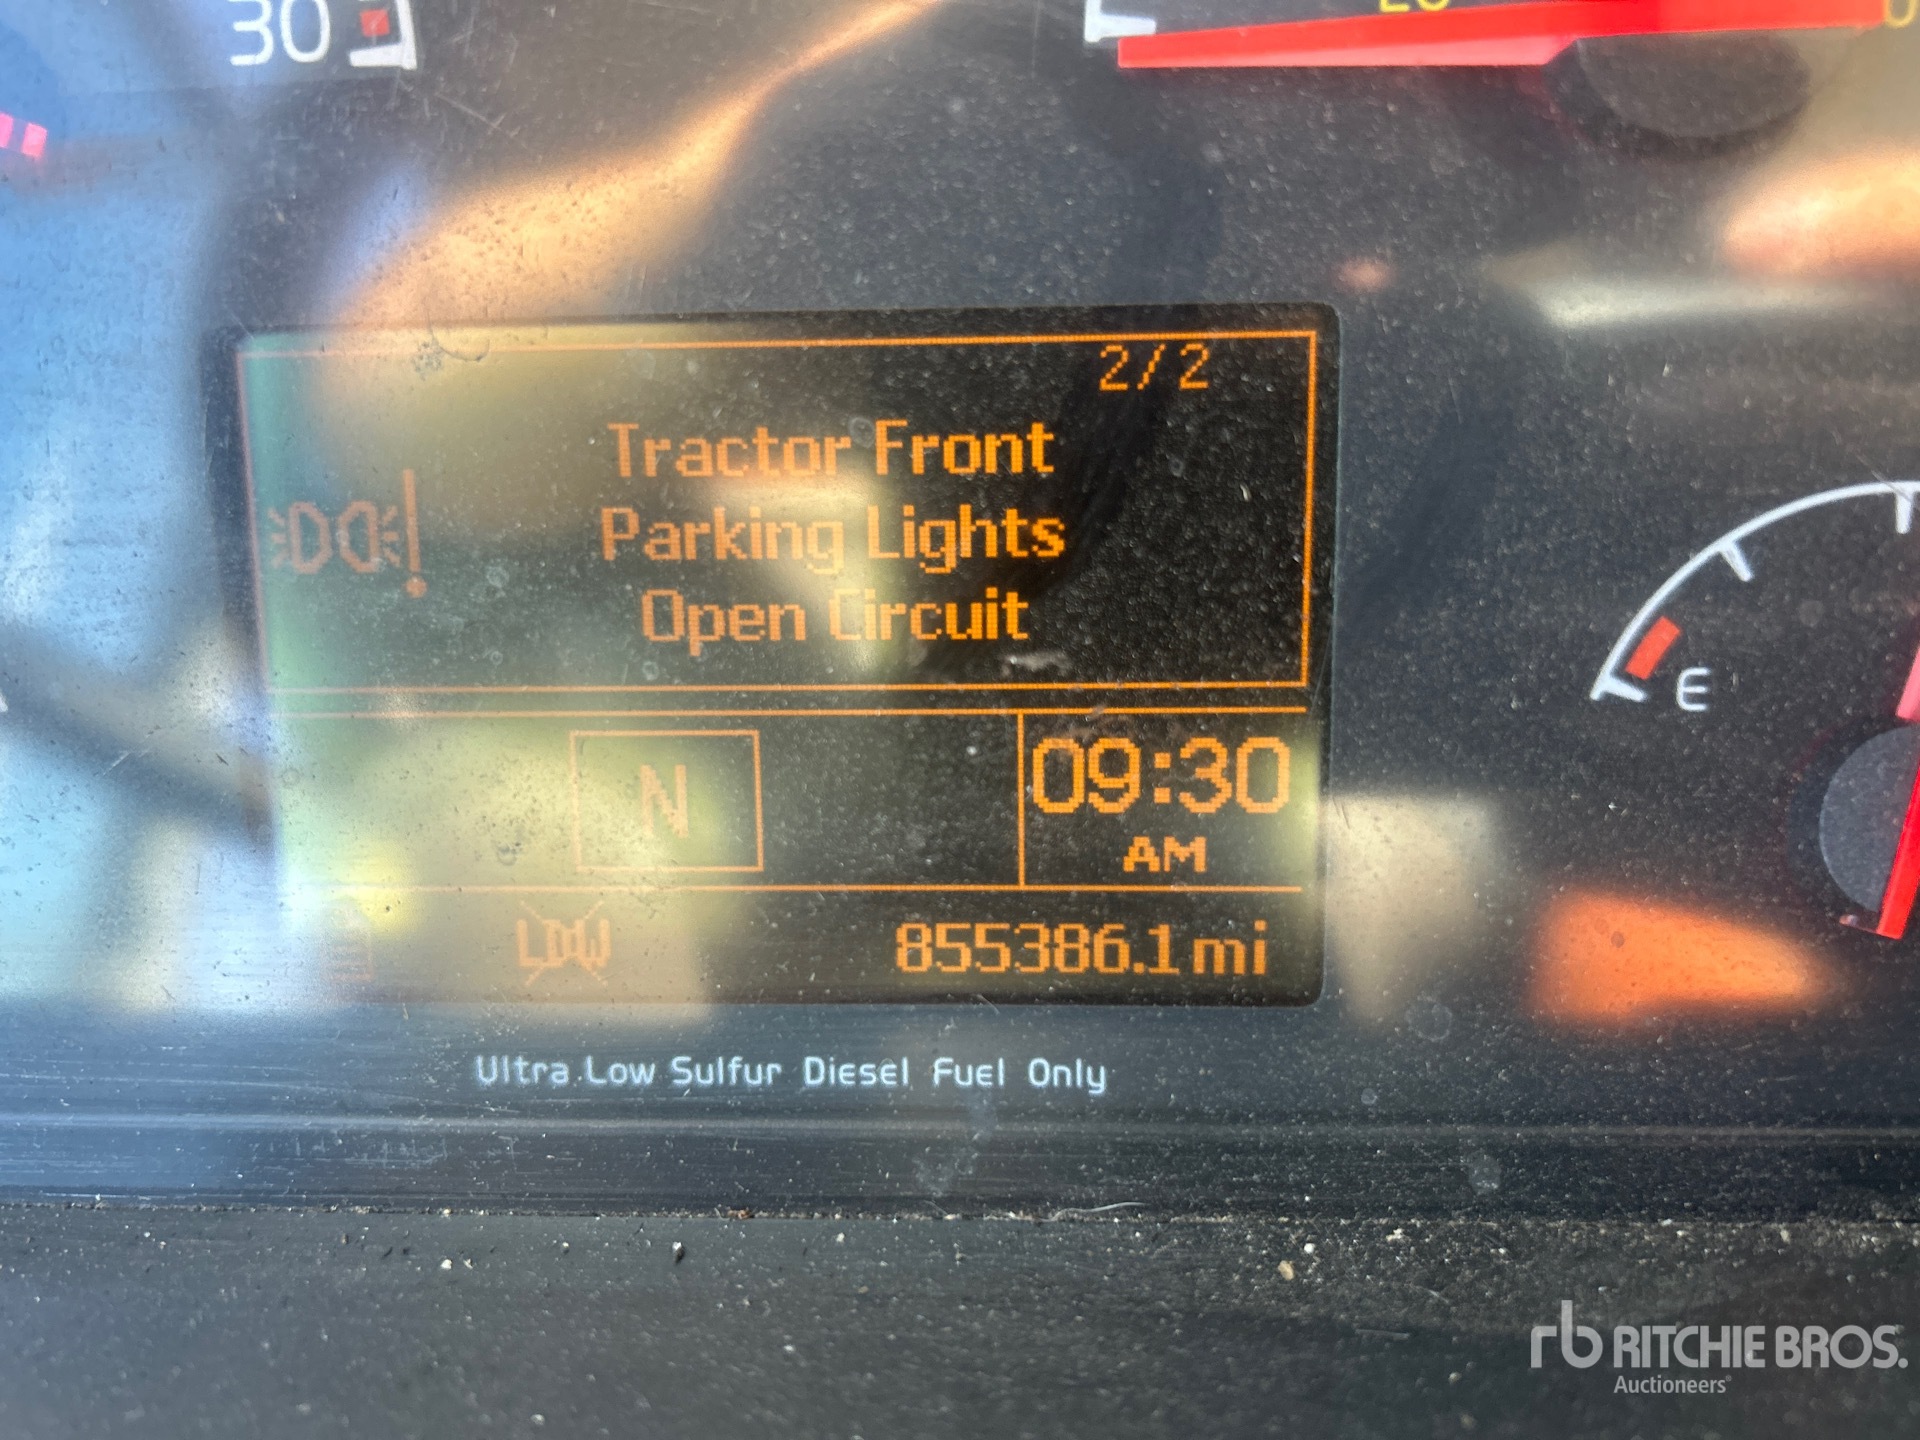 30
2/2
Tractor Front
Parking Lights
Open Circuit
E
N
09:30
AM
LDW
855386.1 mi
Ultra Low Sulfur Diesel Fuel Only
rb RITCHIE BROS.
Auctioneers